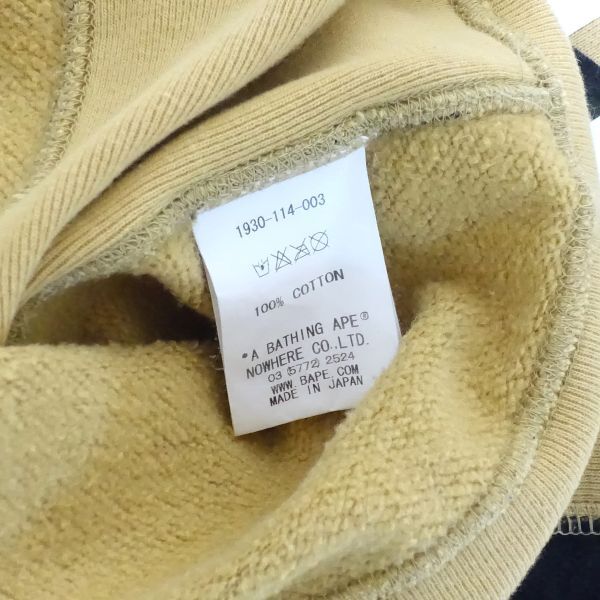 1930-114-003
100% COTTON
*A BATHING APE®
NOWHERE CO.,LTD.
03 (5772) 2524
WWW.BAPE.COM
MADE IN JAPAN